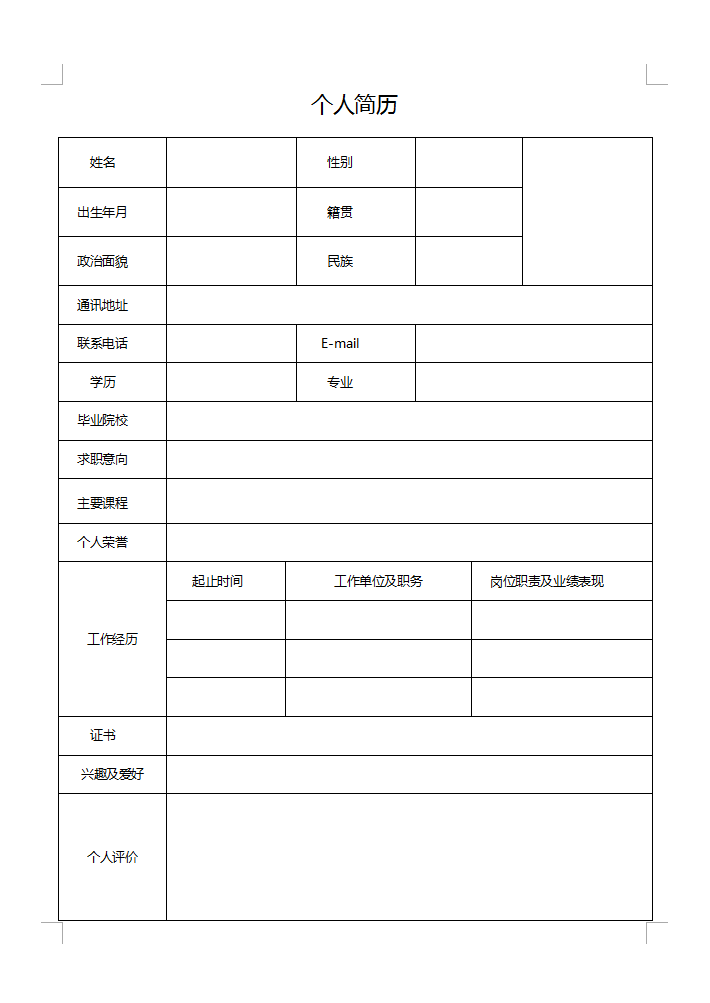 个人简历
姓名 性别
出生年月 籍贯
政治面貌 民族
通讯地址
联系电话 E-mail
学历 专业
毕业院校
求职意向
主要课程
个人荣誉
起止时间 工作单位及职务 岗位职责及业绩表现
工作经历
证书
兴趣及爱好
个人评价